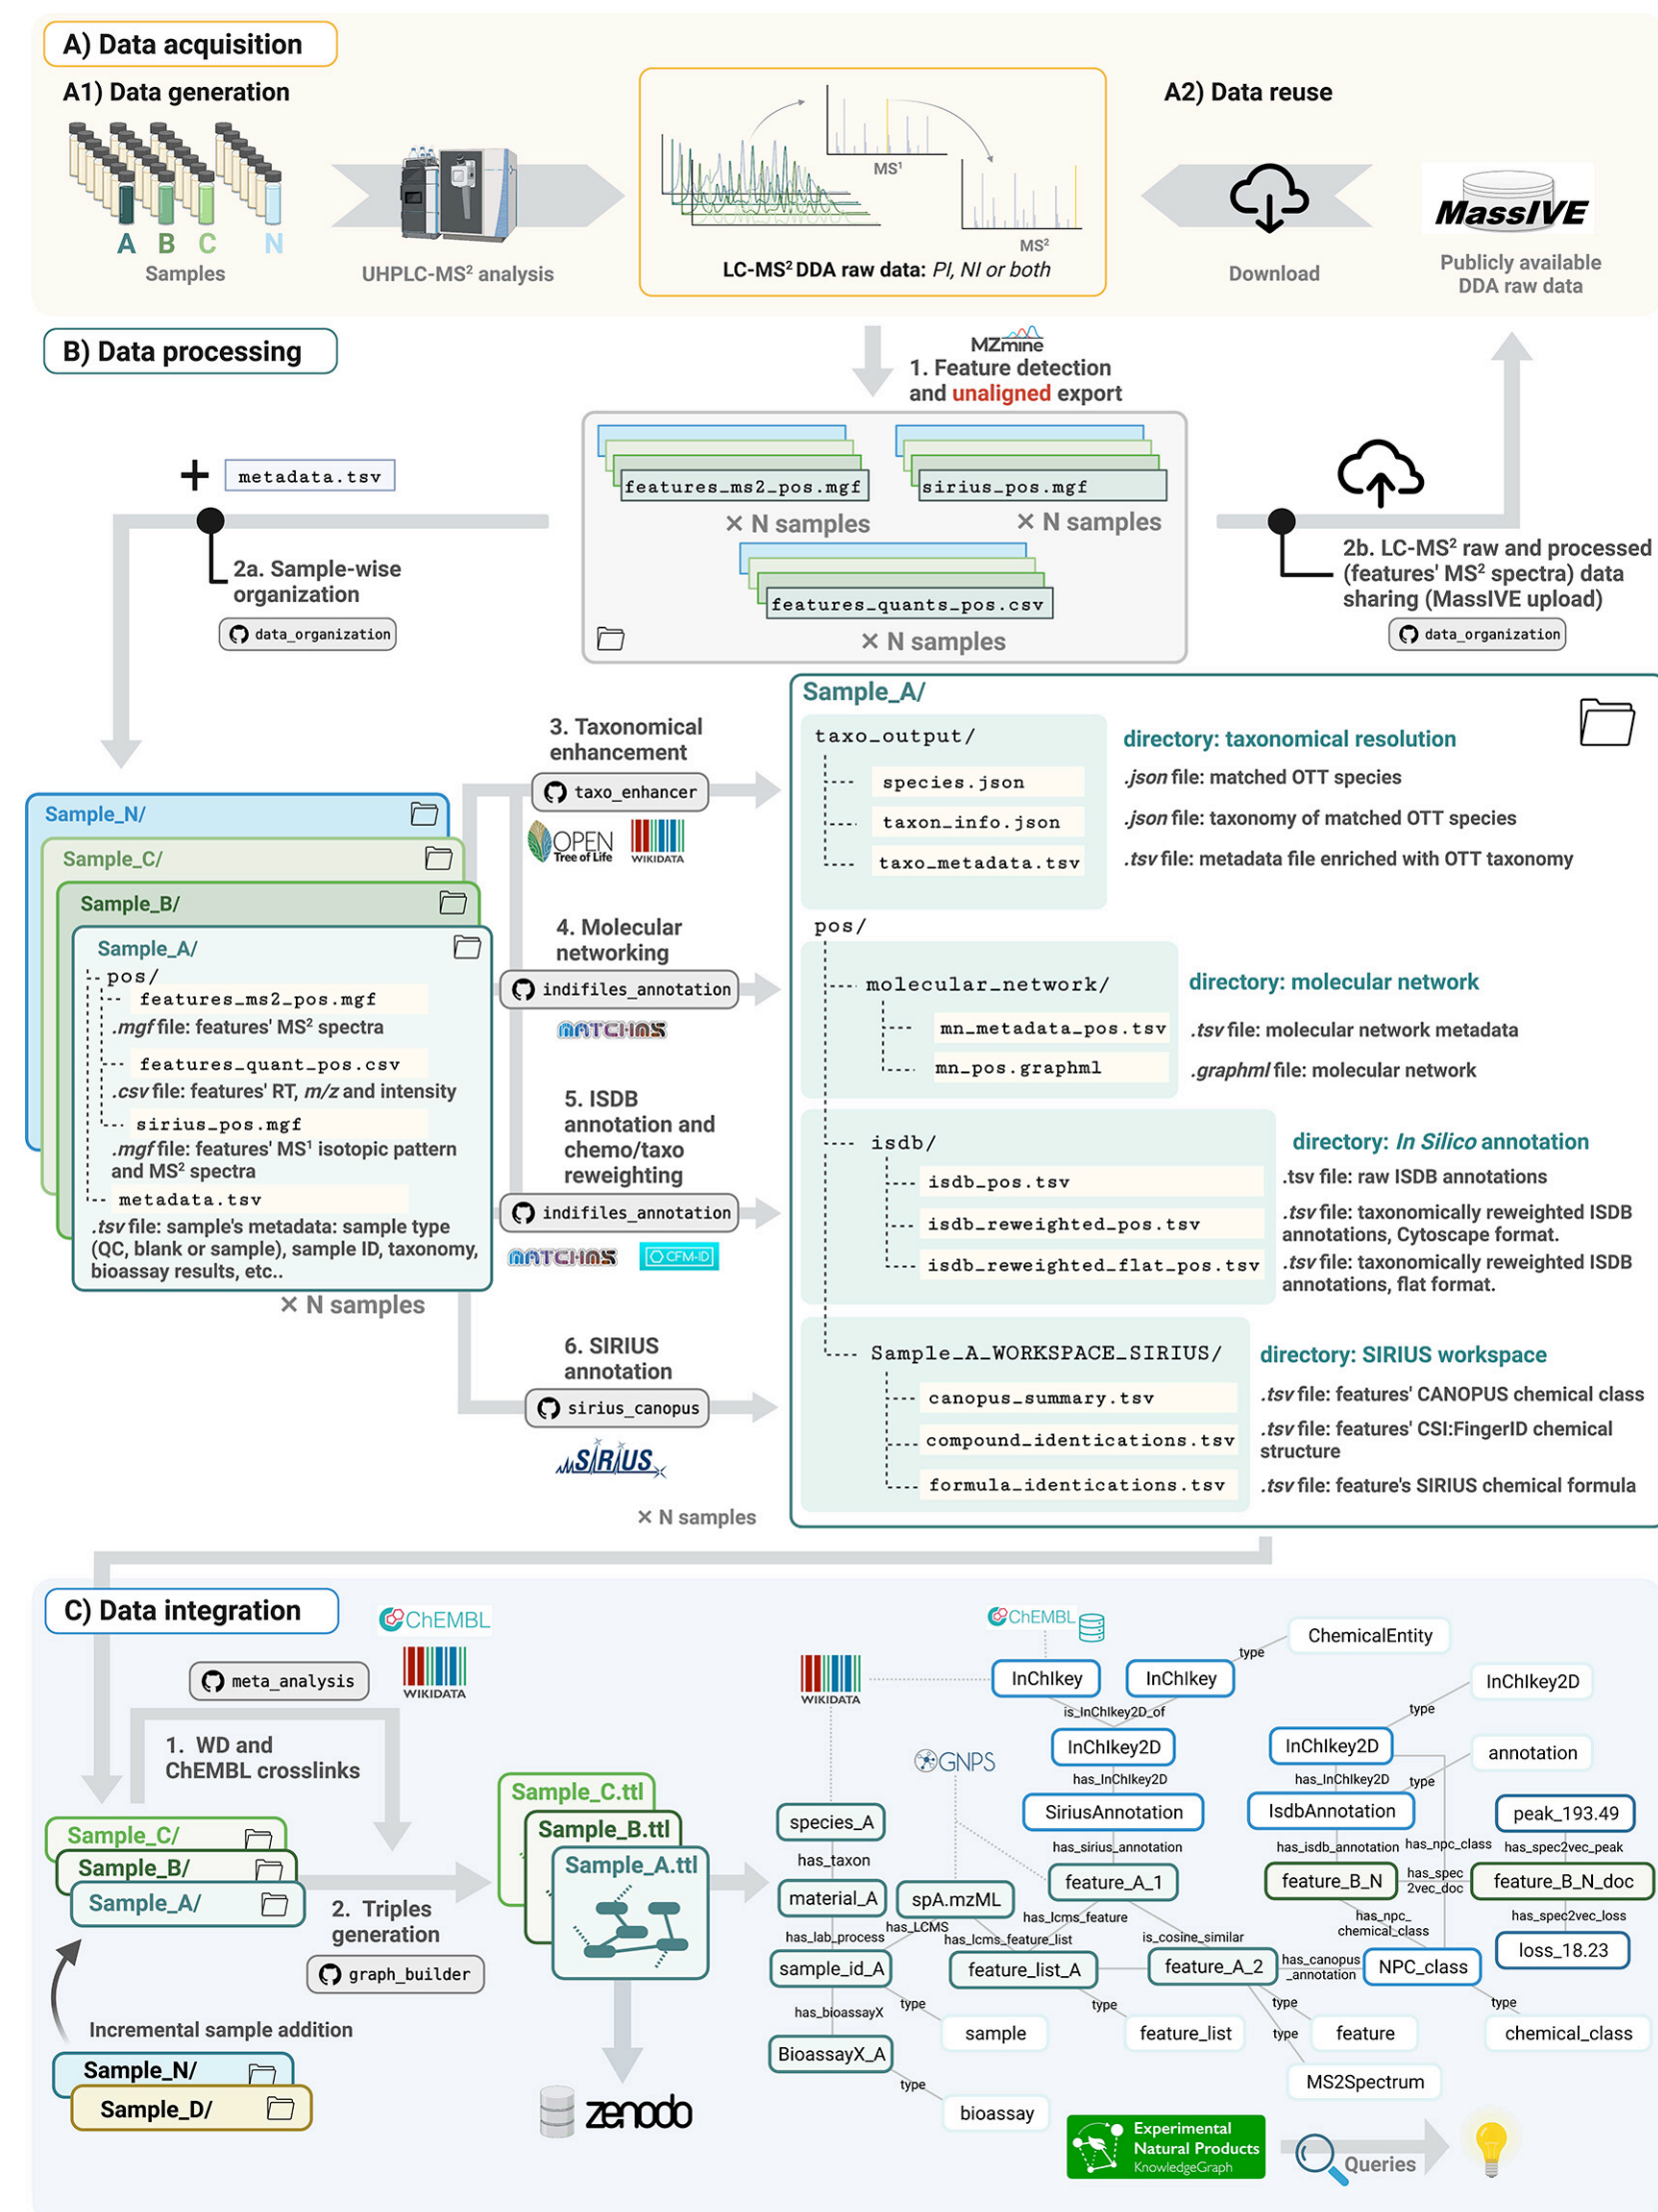 A) Data acquisition
A1) Data generation
A2) Data reuse
A B C N
Samples
UHPLC-MS² analysis
MS¹
MS²
LC-MS² DDA raw data: PI, NI or both
Download
MassIVE
Publicly available
DDA raw data
B) Data processing
MZmine
1. Feature detection
and unaligned export
+ metadata.tsv
features_ms2_pos.mgf
× N samples
sirius_pos.mgf
× N samples
features_quants_pos.csv
× N samples
2a. Sample-wise
organization
data_organization
2b. LC-MS² raw and processed
(features' MS² spectra) data
sharing (MassIVE upload)
data_organization
Sample_N/
Sample_C/
Sample_B/
Sample_A/
pos/
features_ms2_pos.mgf
.mgf file: features' MS² spectra
features_quant_pos.csv
.csv file: features' RT, m/z and intensity
sirius_pos.mgf
.mgf file: features' MS¹ isotopic pattern
and MS² spectra
metadata.tsv
.tsv file: sample's metadata: sample type
(QC, blank or sample), sample ID, taxonomy,
bioassay results, etc..
× N samples
3. Taxonomical
enhancement
taxo_enhancer
OPEN
Tree of Life
WIKIDATA
4. Molecular
networking
indifiles_annotation
MATCHMS
5. ISDB
annotation and
chemo/taxo
reweighting
indifiles_annotation
MATCHMS
CFM-ID
6. SIRIUS
annotation
sirius_canopus
SIRIUS
× N samples
Sample_A/
taxo_output/
directory: taxonomical resolution
species.json
.json file: matched OTT species
taxon_info.json
.json file: taxonomy of matched OTT species
taxo_metadata.tsv
.tsv file: metadata file enriched with OTT taxonomy
pos/
molecular_network/
directory: molecular network
mn_metadata_pos.tsv
.tsv file: molecular network metadata
mn_pos.graphml
.graphml file: molecular network
isdb/
directory: In Silico annotation
isdb_pos.tsv
.tsv file: raw ISDB annotations
isdb_reweighted_pos.tsv
.tsv file: taxonomically reweighted ISDB
annotations, Cytoscape format.
isdb_reweighted_flat_pos.tsv
.tsv file: taxonomically reweighted ISDB
annotations, flat format.
Sample_A_WORKSPACE_SIRIUS/
directory: SIRIUS workspace
canopus_summary.tsv
.tsv file: features' CANOPUS chemical class
compound_identications.tsv
.tsv file: features' CSI:FingerID chemical
structure
formula_identications.tsv
.tsv file: feature's SIRIUS chemical formula
C) Data integration
ChEMBL
WIKIDATA
meta_analysis
1. WD and
ChEMBL crosslinks
Sample_C/
Sample_B/
Sample_A/
2. Triples
generation
graph_builder
Incremental sample addition
Sample_N/
Sample_D/
Sample_C.ttl
Sample_B.ttl
Sample_A.ttl
zenodo
ChEMBL
WIKIDATA
GNPS
InChIkey
InChIkey
type
ChemicalEntity
is_InChIkey2D_of
InChIkey2D
has_InChIkey2D
SiriusAnnotation
has_sirius_annotation
feature_A_1
InChIkey2D
type
InChIkey2D
has_InChIkey2D
type
annotation
IsdbAnnotation
has_isdb_annotation
has_npc_class
peak_193.49
has_spec2vec_peak
feature_B_N
has_spec
2vec_doc
feature_B_N_doc
has_npc_
chemical_class
has_spec2vec_loss
loss_18.23
species_A
has_taxon
material_A
has_lab_process
spA.mzML
has_LCMS
has_lcms_feature
has_lcms_feature_list
is_cosine_similar
sample_id_A
feature_list_A
feature_A_2
has_canopus
_annotation
NPC_class
has_bioassayX
type
sample
type
feature_list
type
feature
type
MS2Spectrum
type
chemical_class
BioassayX_A
type
bioassay
Experimental
Natural Products
KnowledgeGraph
Queries